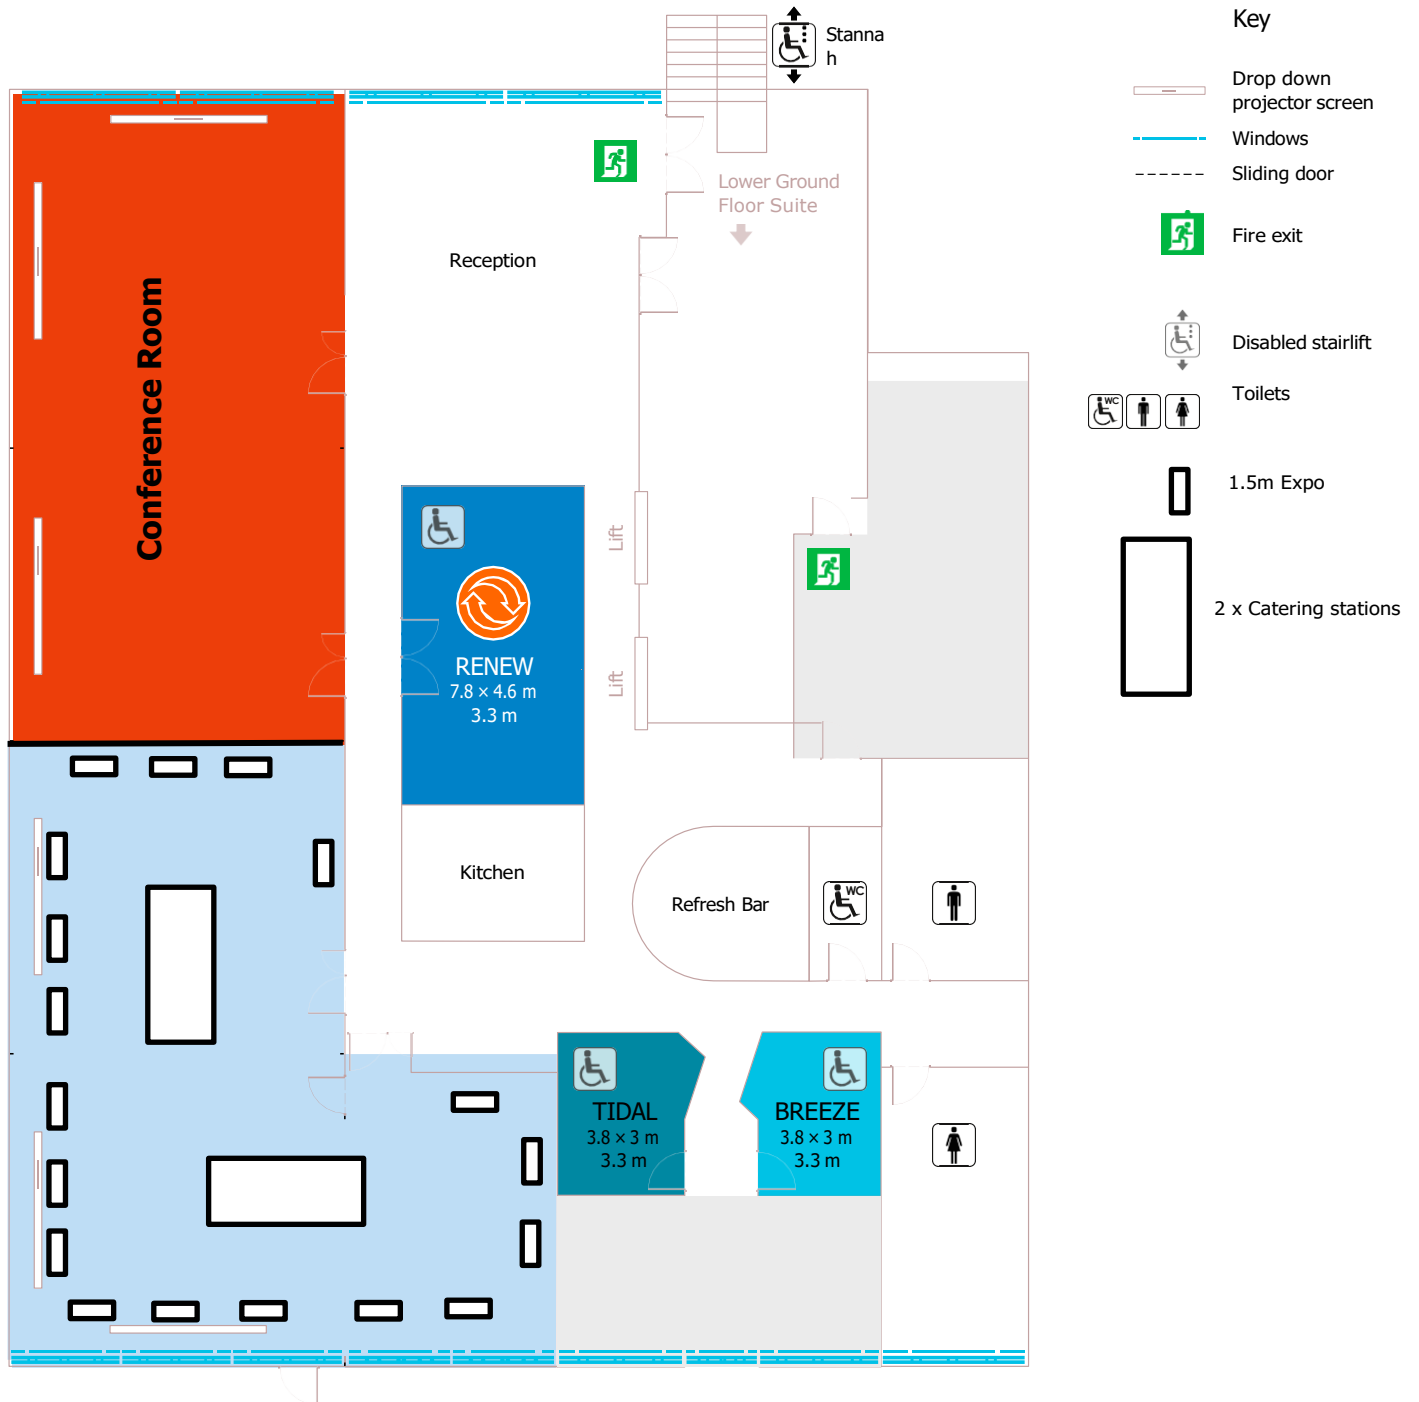 Key
Stanna
h
Drop down
projector screen
Windows
Sliding door
Lower Ground
Floor Suite
Fire exit
Reception
Conference Room
Disabled stairlift
Toilets
WC
1.5m Expo
Lift
2 x Catering stations
RENEW
7.8 × 4.6 m
3.3 m
Lift
Kitchen
Refresh Bar
WC
TIDAL
3.8 × 3 m
3.3 m
BREEZE
3.8 × 3 m
3.3 m